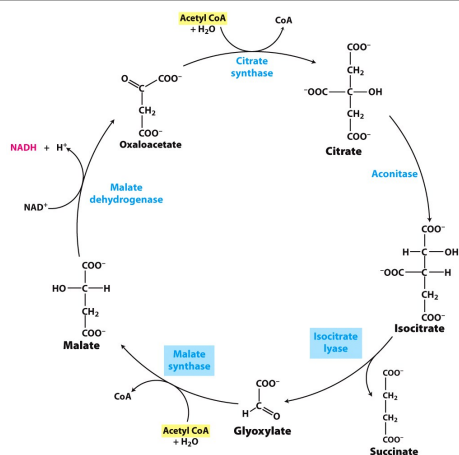 Acetyl CoA
+ H₂O
CoA
Citrate
synthase
O
C
COO⁻
CH₂
COO⁻
Oxaloacetate
COO⁻
CH₂
⁻OOC—C—OH
CH₂
COO⁻
Citrate
Aconitase
COO⁻
H—C—OH
⁻OOC—C—H
CH₂
COO⁻
Isocitrate
Isocitrate
lyase
COO⁻
CH₂
CH₂
COO⁻
Succinate
COO⁻
C
H
O
Glyoxylate
Acetyl CoA
+ H₂O
CoA
Malate
synthase
COO⁻
HO—C—H
CH₂
COO⁻
Malate
NAD⁺
NADH + H⁺
Malate
dehydrogenase